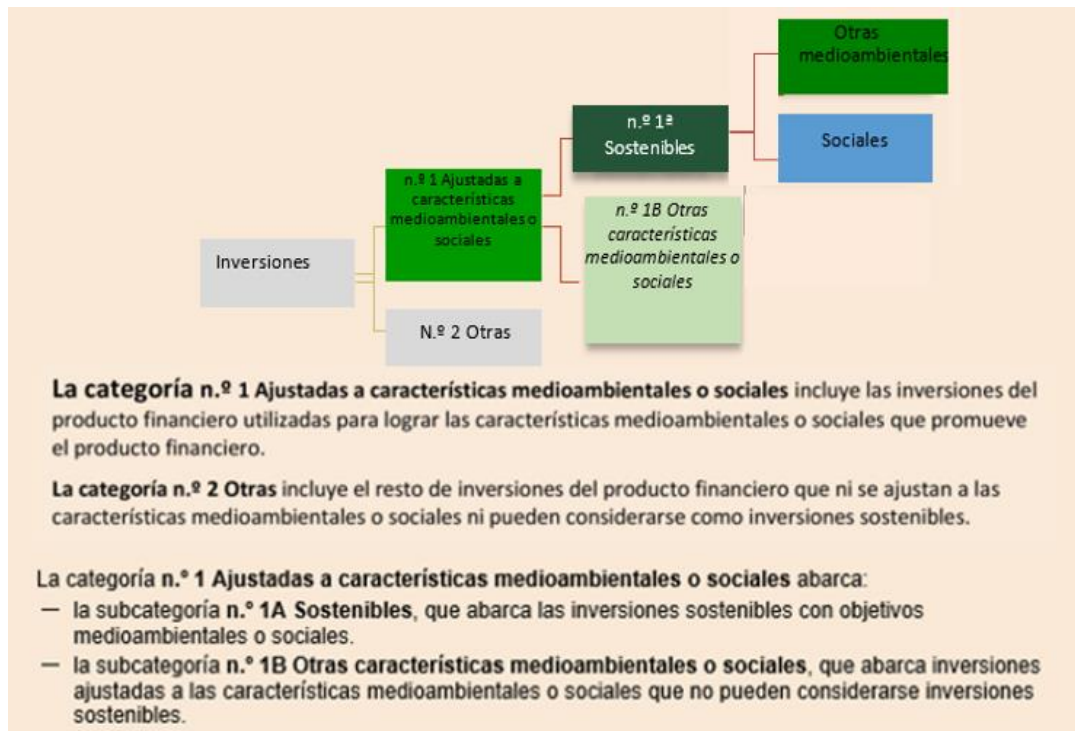 Otras
medioambientales
n.º 1ª
Sostenibles
Sociales
n.º 1 Ajustadas a
características
medioambientales o
sociales
n.º 1B Otras
características
medioambientales o
sociales
Inversiones
N.º 2 Otras
La categoría n.º 1 Ajustadas a características medioambientales o sociales incluye las inversiones del
producto financiero utilizadas para lograr las características medioambientales o sociales que promueve
el producto financiero.
La categoría n.º 2 Otras incluye el resto de inversiones del producto financiero que ni se ajustan a las
características medioambientales o sociales ni pueden considerarse como inversiones sostenibles.
La categoría n.º 1 Ajustadas a características medioambientales o sociales abarca:
— la subcategoría n.º 1A Sostenibles, que abarca las inversiones sostenibles con objetivos
medioambientales o sociales.
— la subcategoría n.º 1B Otras características medioambientales o sociales, que abarca inversiones
ajustadas a las características medioambientales o sociales que no pueden considerarse inversiones
sostenibles.